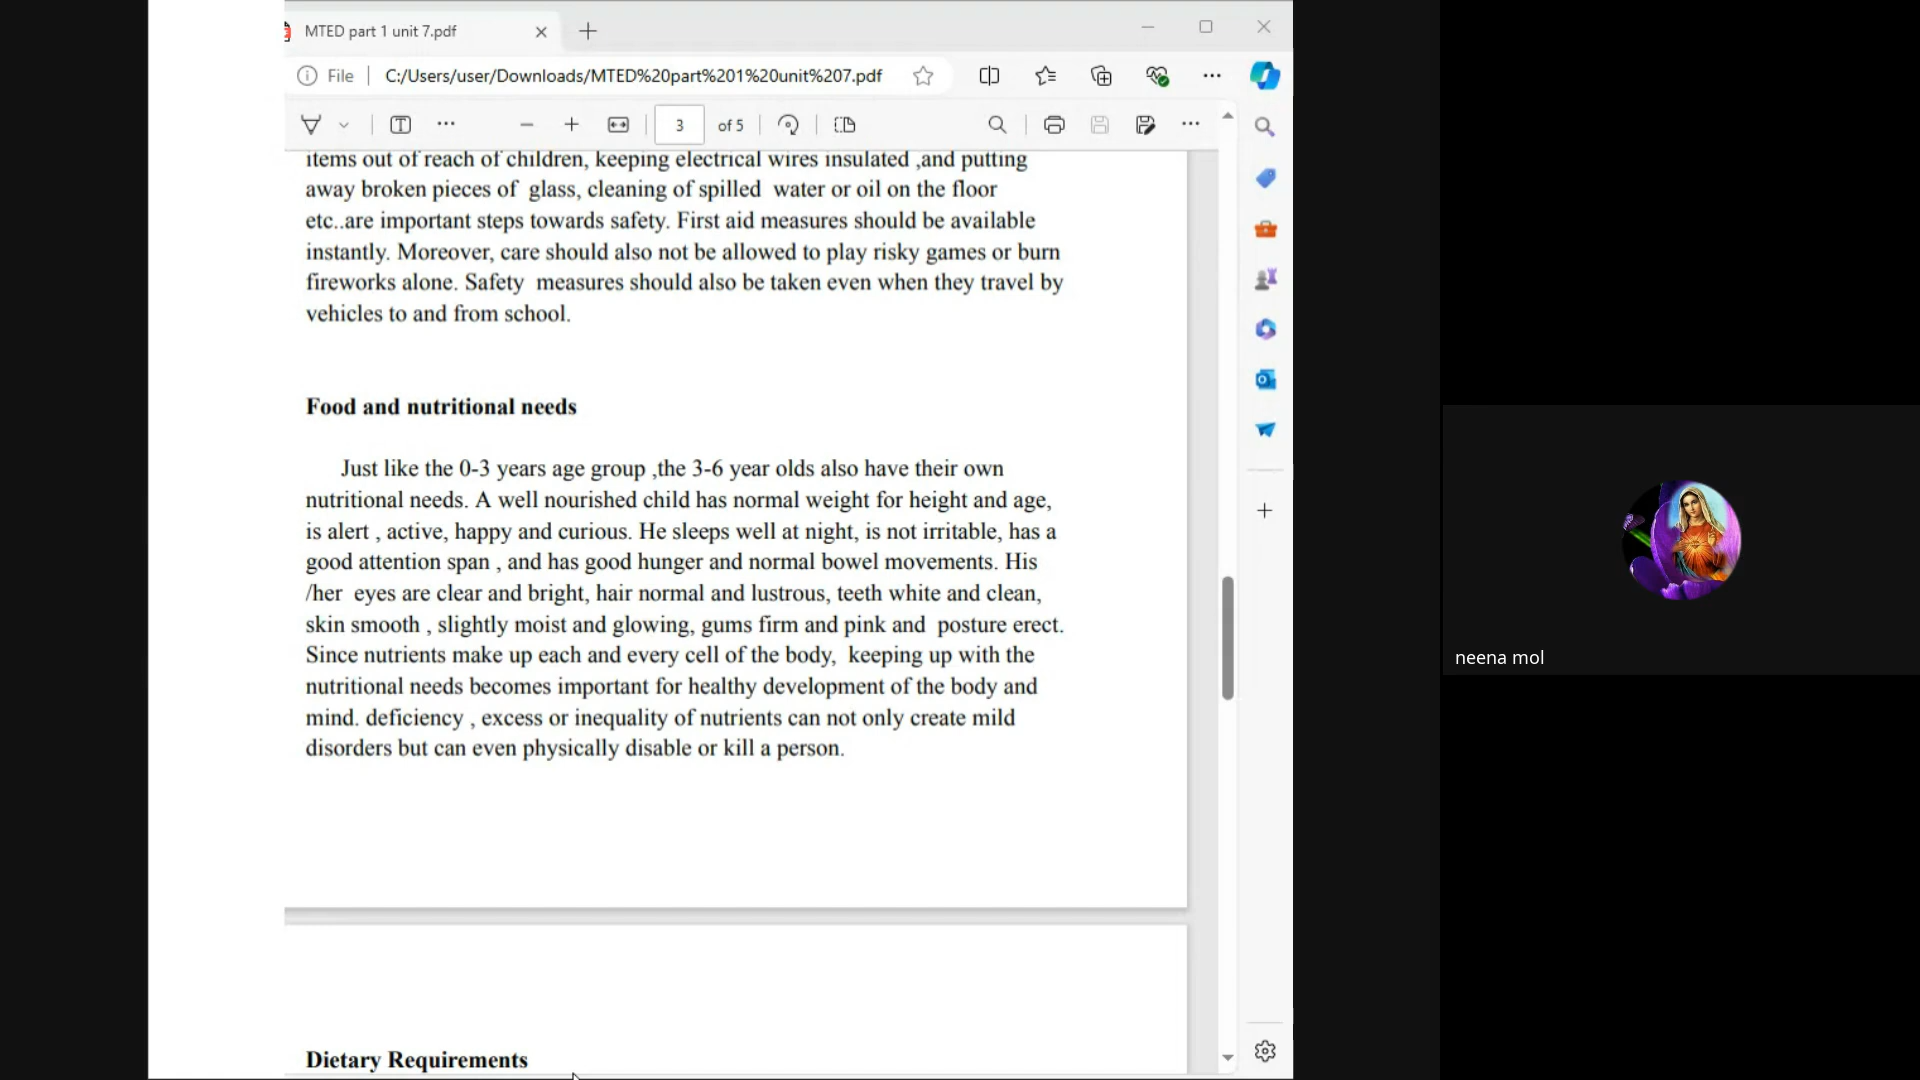 MTED part 1 unit 7.pdf
File
C:/Users/user/Downloads/MTED%20part%201%20unit%207.pdf
3 of 5
items out of reach of children, keeping electrical wires insulated ,and putting
away broken pieces of  glass, cleaning of spilled  water or oil on the floor
etc..are important steps towards safety. First aid measures should be available
instantly. Moreover, care should also not be allowed to play risky games or burn
fireworks alone. Safety  measures should also be taken even when they travel by
vehicles to and from school.
Food and nutritional needs
Just like the 0-3 years age group ,the 3-6 year olds also have their own
nutritional needs. A well nourished child has normal weight for height and age,
is alert , active, happy and curious. He sleeps well at night, is not irritable, has a
good attention span , and has good hunger and normal bowel movements. His
/her  eyes are clear and bright, hair normal and lustrous, teeth white and clean,
skin smooth , slightly moist and glowing, gums firm and pink and  posture erect.
Since nutrients make up each and every cell of the body,  keeping up with the
nutritional needs becomes important for healthy development of the body and
mind. deficiency , excess or inequality of nutrients can not only create mild
disorders but can even physically disable or kill a person.
Dietary Requirements
neena mol